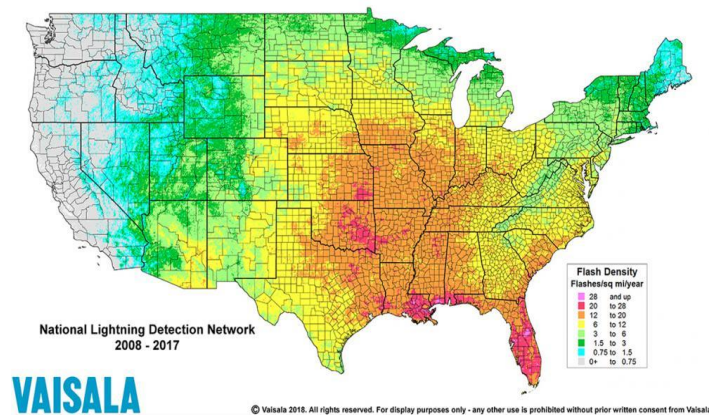 National Lightning Detection Network
2008 - 2017
Flash Density
Flashes/sq mi/year
28 and up
20 to 28
12 to 20
6 to 12
3 to 6
1.5 to 3
0.75 to 1.5
0+ to 0.75
VAISALA
© Vaisala 2018. All rights reserved. For display purposes only - any other use is prohibited without prior written consent from Vaisala